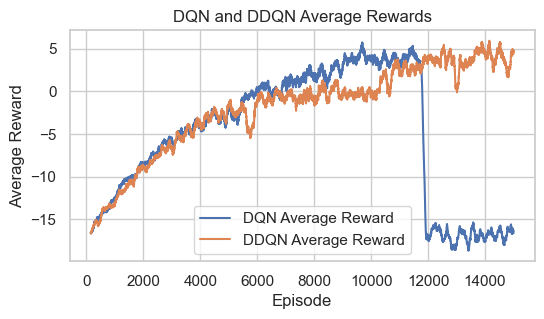 DQN and DDQN Average Rewards
Average Reward
5
0
−5
−10
−15
DQN Average Reward
DDQN Average Reward
0
2000
4000
6000
8000
10000
12000
14000
Episode